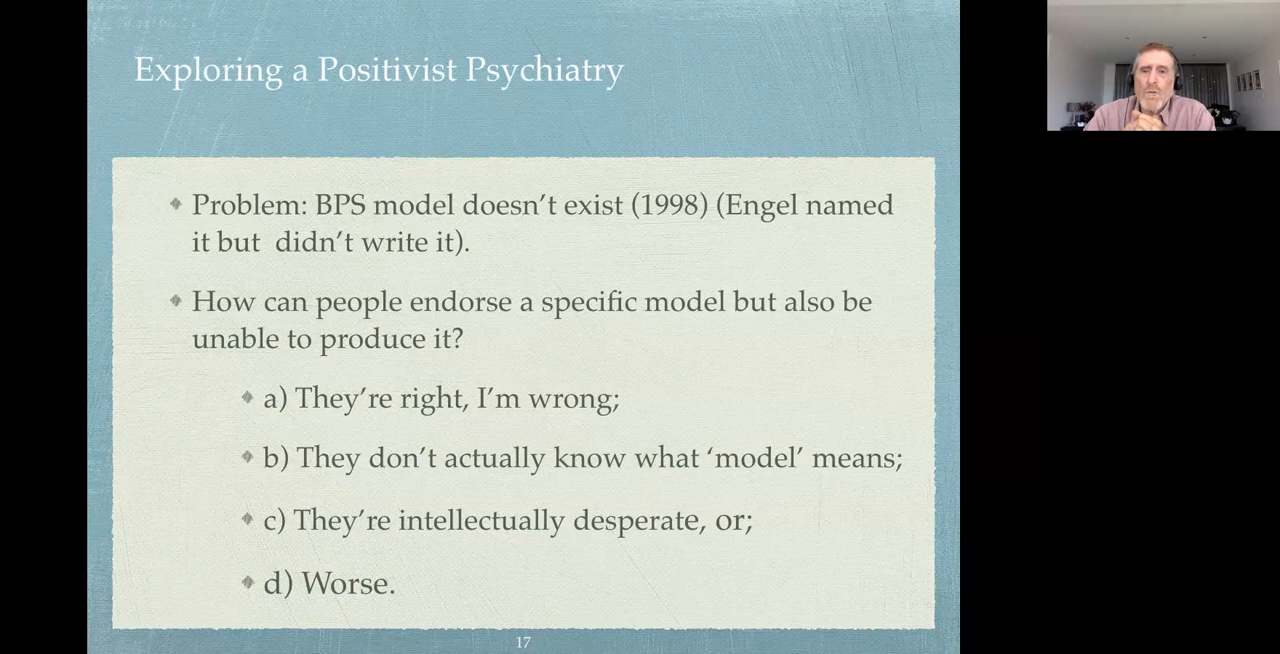 Exploring a Positivist Psychiatry
Problem: BPS model doesn’t exist (1998) (Engel named
it but didn’t write it).
How can people endorse a specific model but also be
unable to produce it?
a) They’re right, I’m wrong;
b) They don’t actually know what ‘model’ means;
c) They’re intellectually desperate, or;
d) Worse.
17